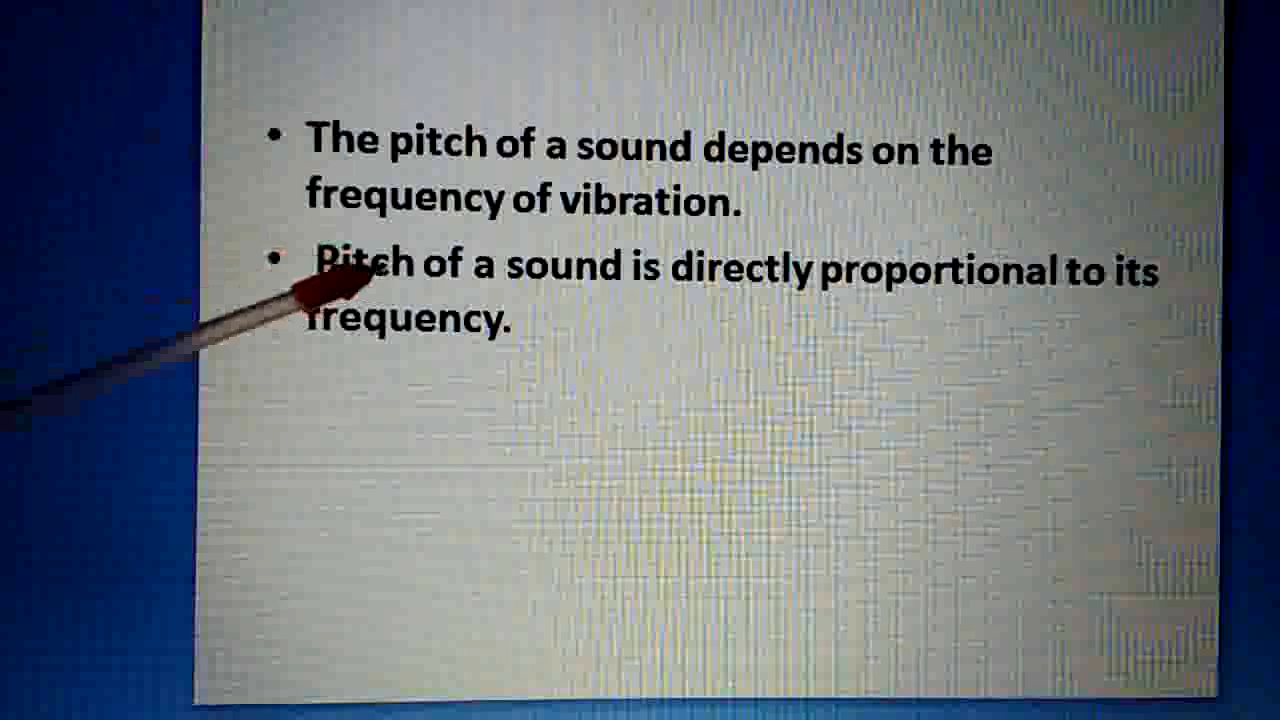 • The pitch of a sound depends on the
frequency of vibration.
• Pitch of a sound is directly proportional to its
frequency.